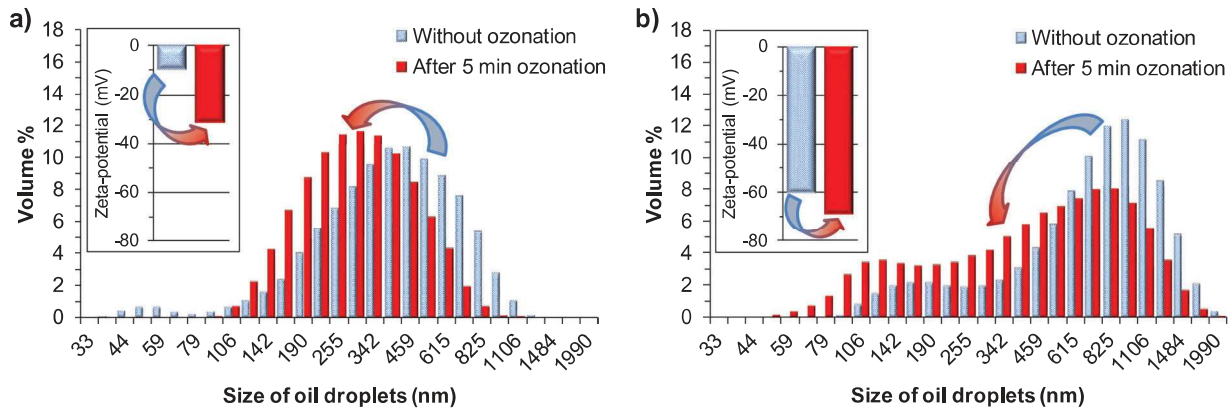 a)
Without ozonation
After 5 min ozonation
Volume %
18
16
14
12
10
8
6
4
2
0
Zeta-potential (mV)
0
-20
-40
-60
-80
33 44 59 79 106 142 190 255 342 459 615 825 1106 1484 1990
Size of oil droplets (nm)
b)
Without ozonation
After 5 min ozonation
Volume %
18
16
14
12
10
8
6
4
2
0
Zeta-potential (mV)
0
-20
-40
-60
-80
33 44 59 79 106 142 190 255 342 459 615 825 1106 1484 1990
Size of oil droplets (nm)